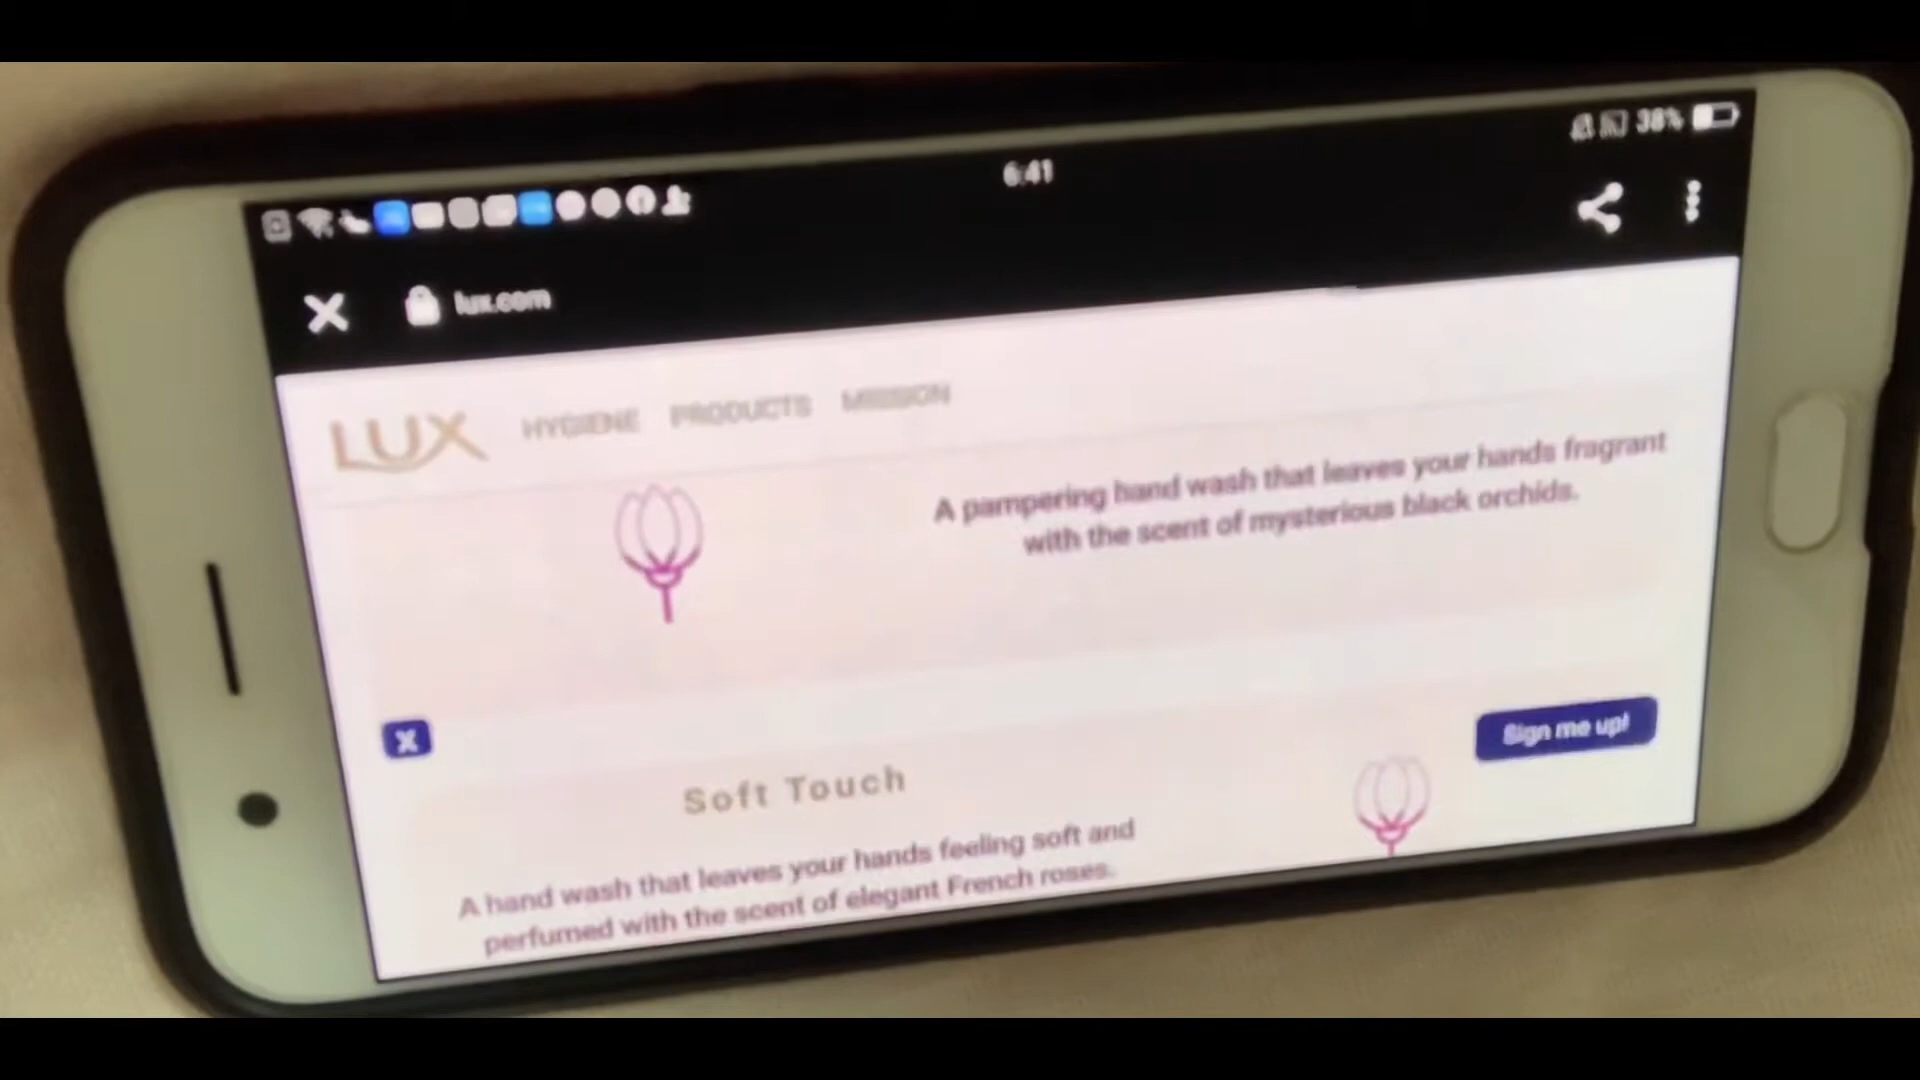 6:41
38%
lux.com
LUX HYGIENE PRODUCTS MISSION
A pampering hand wash that leaves your hands fragrant
with the scent of mysterious black orchids.
X
Sign me up!
Soft Touch
A hand wash that leaves your hands feeling soft and
perfumed with the scent of elegant French roses.